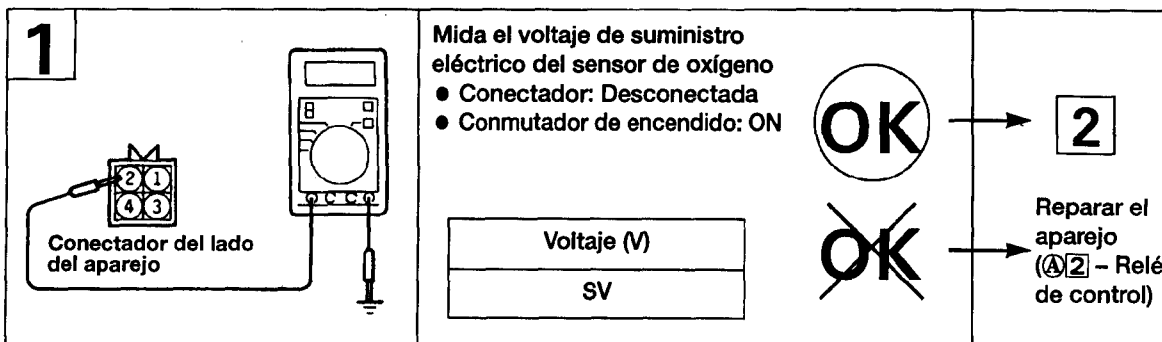 1
2 1
4 3
Conectador del lado
del aparejo
Mida el voltaje de suministro
eléctrico del sensor de oxígeno
● Conectador: Desconectada
● Conmutador de encendido: ON
Voltaje (V)
SV
OK
2
OK
Reparar el
aparejo
(Ⓐ2 – Relé
de control)